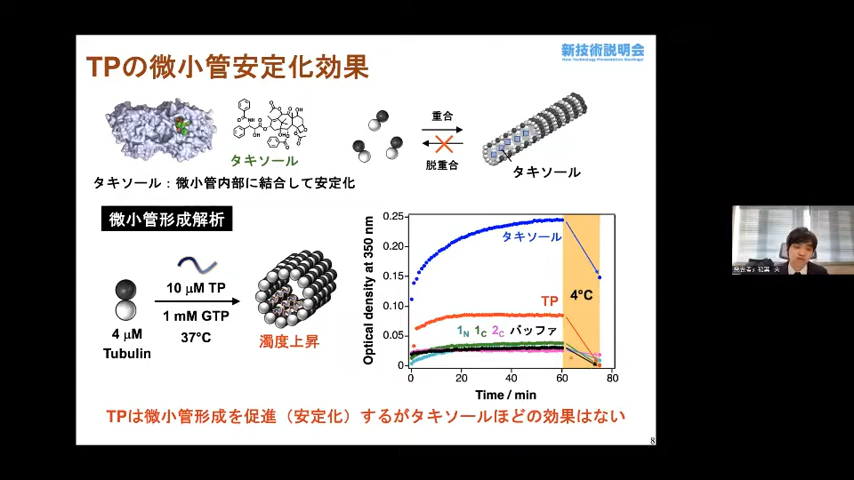 TPの微小管安定化効果
新技術説明会
New Technology Presentation Meetings!
タキソール
タキソール：微小管内部に結合して安定化
重合
脱重合
タキソール
微小管形成解析
10 μM TP
1 mM GTP
37°C
4 μM
Tubulin
濁度上昇
Optical density at 350 nm
0.25
0.20
0.15
0.10
0.05
0
0 20 40 60 80
Time / min
タキソール
TP
1N 1C 2C バッファ
4°C
TPは微小管形成を促進（安定化）するがタキソールほどの効果はない
8